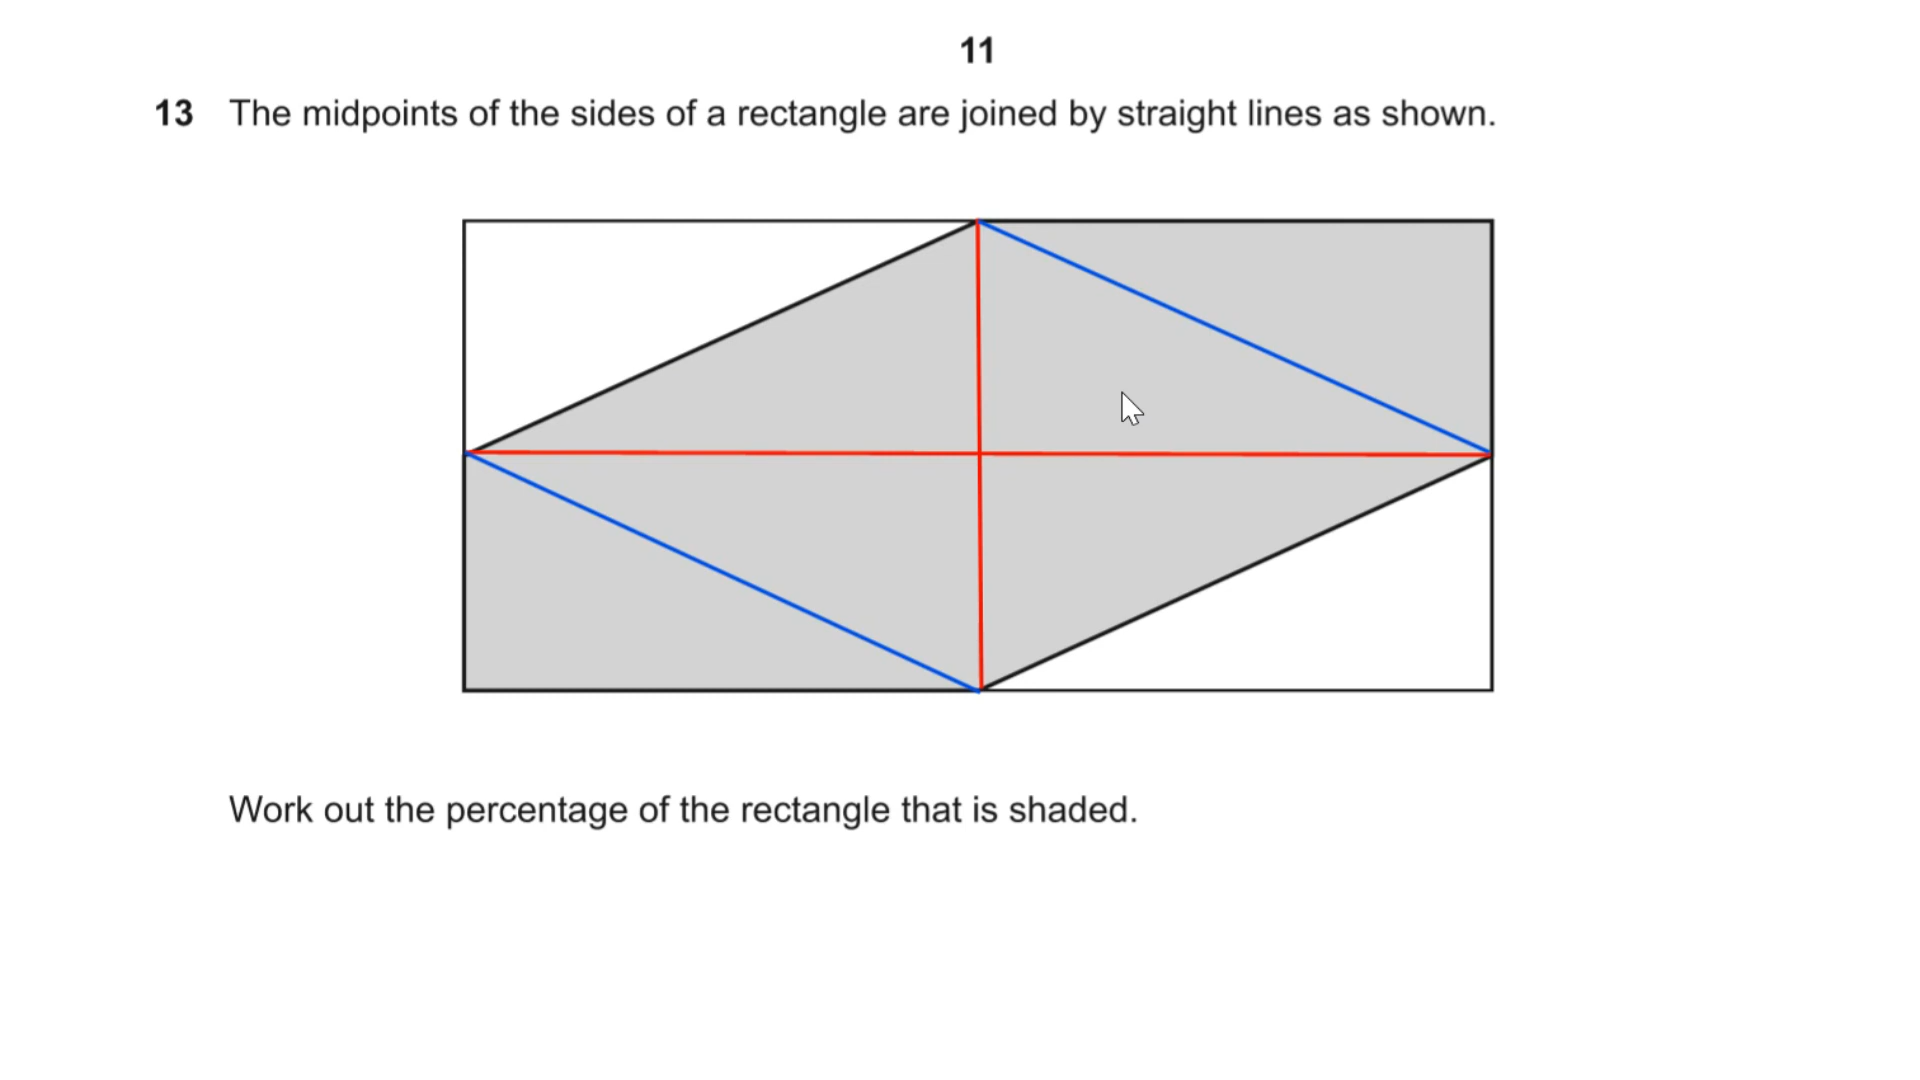 11
13 The midpoints of the sides of a rectangle are joined by straight lines as shown.
Work out the percentage of the rectangle that is shaded.